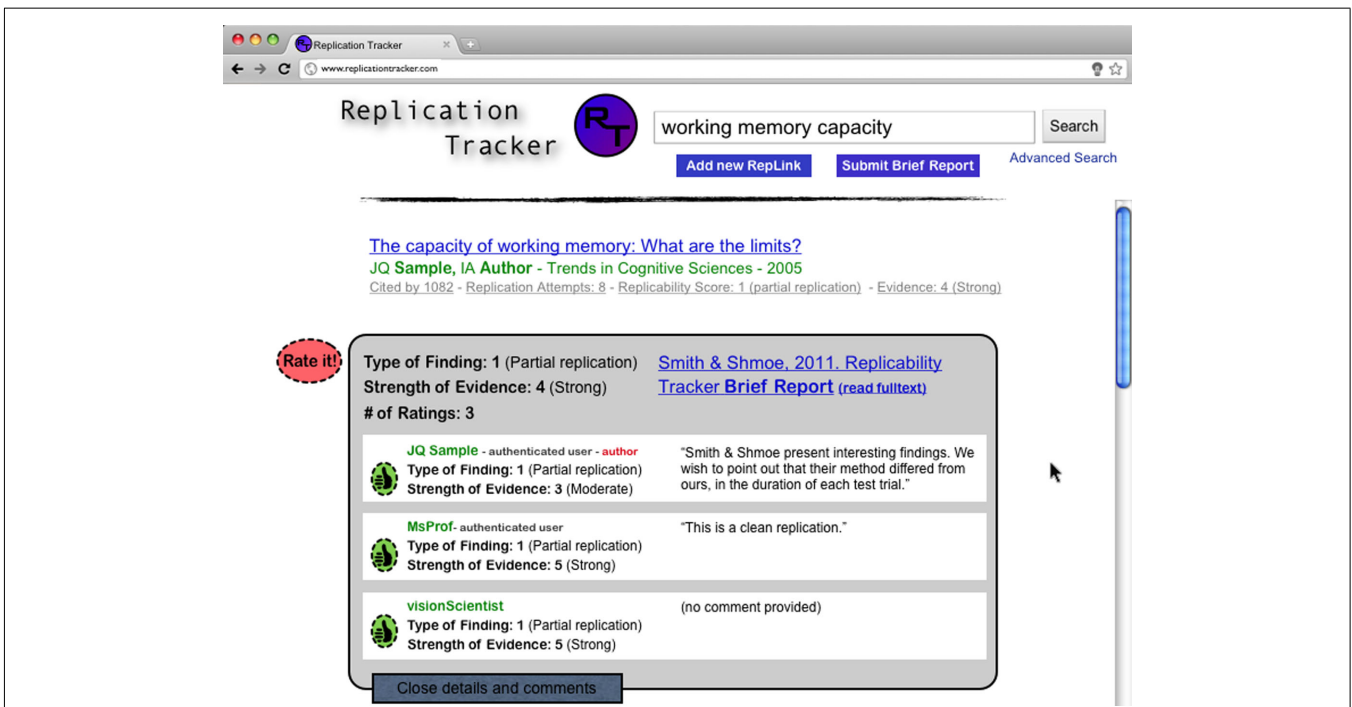 RT Replication Tracker
www.replicationtracker.com
Replication
Tracker
RT
working memory capacity
Search
Add new RepLink
Submit Brief Report
Advanced Search
The capacity of working memory: What are the limits?
JQ Sample, IA Author - Trends in Cognitive Sciences - 2005
Cited by 1082 - Replication Attempts: 8 - Replicability Score: 1 (partial replication) - Evidence: 4 (Strong)
Rate it!
Type of Finding: 1 (Partial replication)
Strength of Evidence: 4 (Strong)
# of Ratings: 3
Smith & Shmoe, 2011. Replicability
Tracker Brief Report (read fulltext)
JQ Sample - authenticated user - author
Type of Finding: 1 (Partial replication)
Strength of Evidence: 3 (Moderate)
“Smith & Shmoe present interesting findings. We
wish to point out that their method differed from
ours, in the duration of each test trial.”
MsProf- authenticated user
Type of Finding: 1 (Partial replication)
Strength of Evidence: 5 (Strong)
“This is a clean replication.”
visionScientist
Type of Finding: 1 (Partial replication)
Strength of Evidence: 5 (Strong)
(no comment provided)
Close details and comments